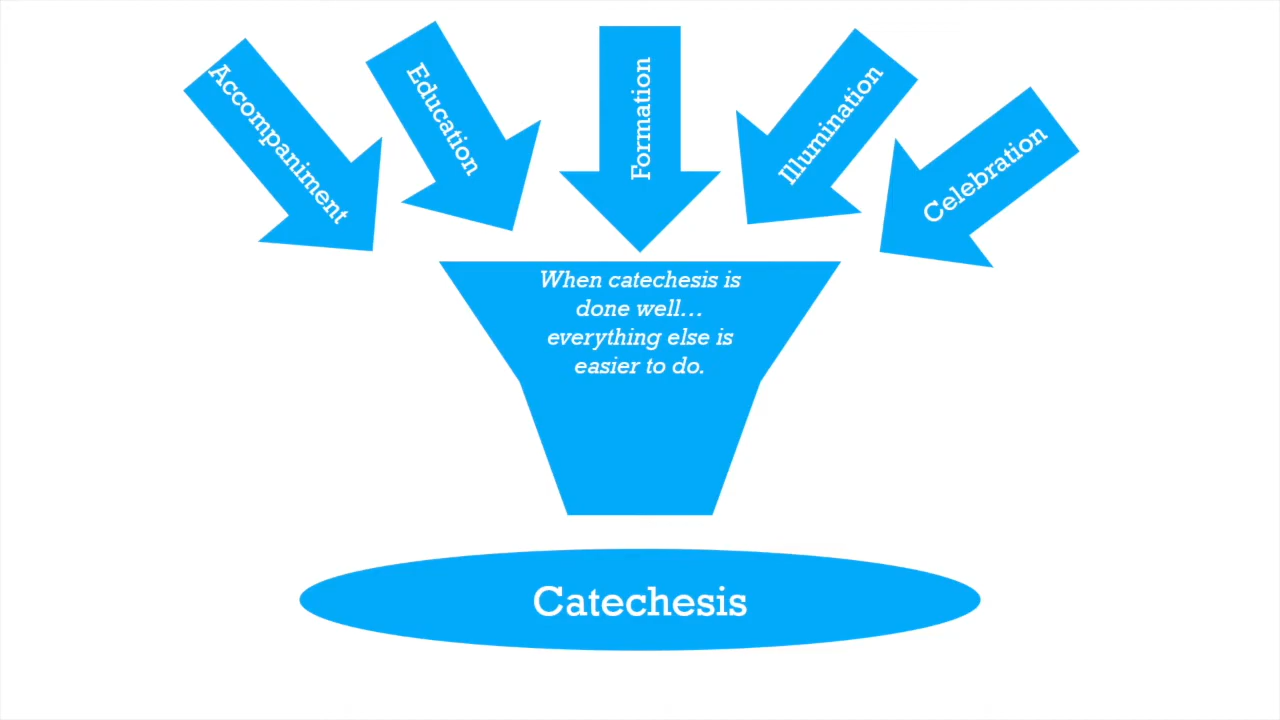 Accompaniment
Education
Formation
Illumination
Celebration
When catechesis is
done well…
everything else is
easier to do.
Catechesis